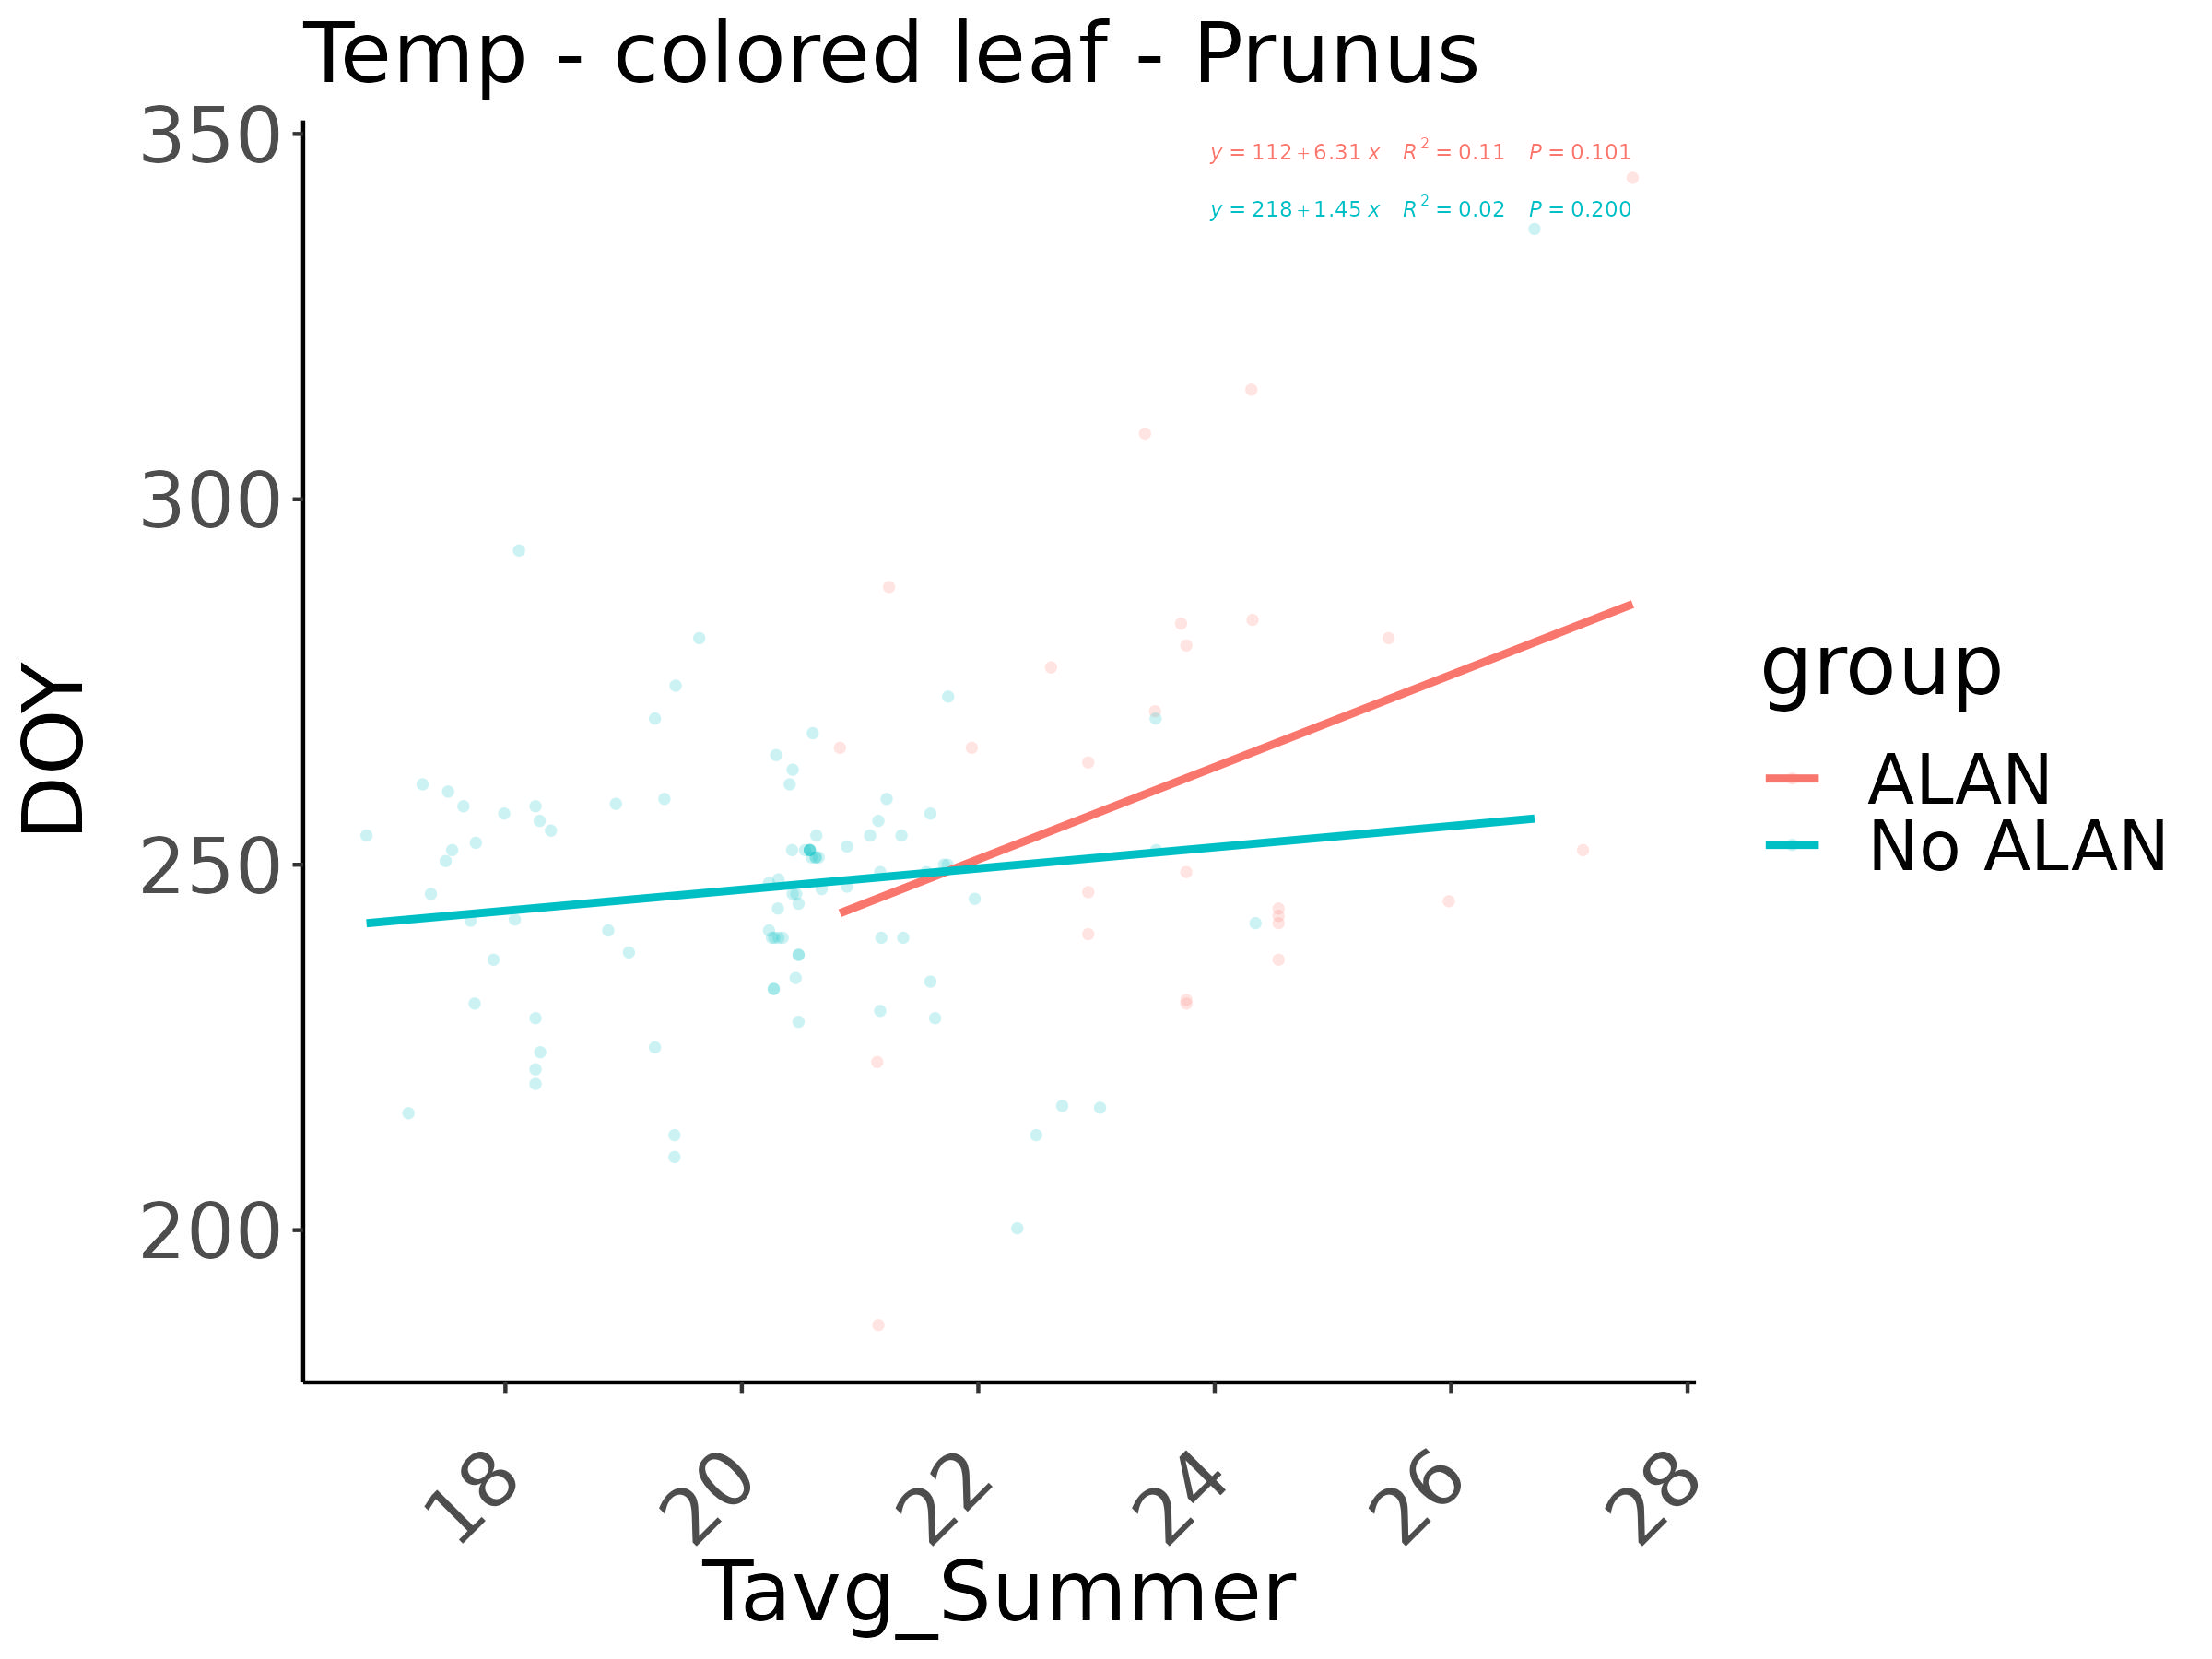 Temp - colored leaf - Prunus
y = 112+6.31 x R² = 0.11 P = 0.101
y = 218+1.45 x R² = 0.02 P = 0.200
350
300
250
200
DOY
18 20 22 24 26 28
Tavg_Summer
group
ALAN
No ALAN